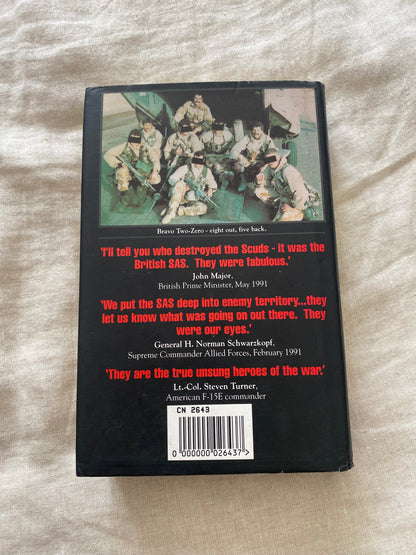 Bravo Two-Zero - eight out, five back.
'I'll tell you who destroyed the Scuds - it was the
British SAS. They were fabulous.'
John Major,
British Prime Minister, May 1991
'We put the SAS deep into enemy territory...they
let us know what was going on out there. They
were our eyes.'
General H. Norman Schwarzkopf,
Supreme Commander Allied Forces, February 1991
'They are the true unsung heroes of the war.'
Lt.-Col. Steven Turner,
American F-15E commander
CN 2643
0 000000 026437 >